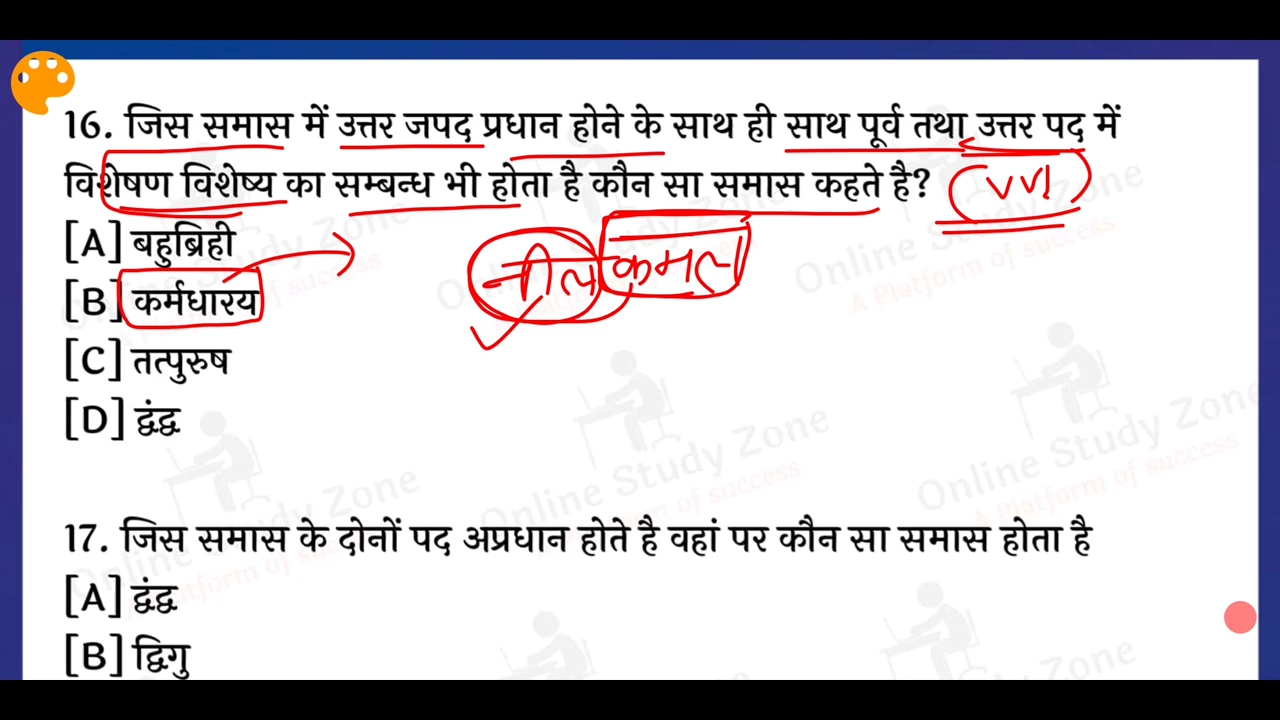 16. जिस समास में उत्तर जपद प्रधान होने के साथ ही साथ पूर्व तथा उत्तर पद में
विशेषण विशेष्य का सम्बन्ध भी होता है कौन सा समास कहते है? VVI
[A] बहुब्रिही
नील कमल
[B] कर्मधारय
[C] तत्पुरुष
[D] द्वंद्व
17. जिस समास के दोनों पद अप्रधान होते है वहां पर कौन सा समास होता है
[A] द्वंद्व
[B] द्विगु
Online Study Zone
A Platform of success